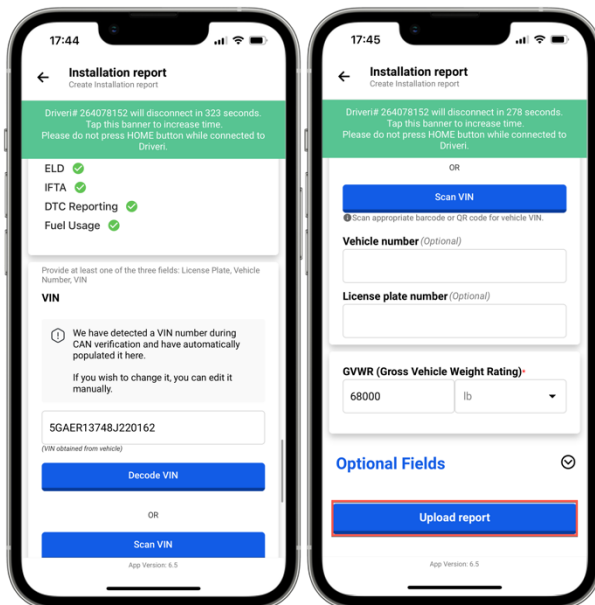 17:44
Installation report
Create Installation report
Driveri# 264078152 will disconnect in 323 seconds.
Tap this banner to increase time.
Please do not press HOME button while connected to
Driveri.
ELD
IFTA
DTC Reporting
Fuel Usage
Provide at least one of the three fields: License Plate, Vehicle
Number, VIN
VIN
We have detected a VIN number during
CAN verification and have automatically
populated it here.
If you wish to change it, you can edit it
manually.
5GAER13748J220162
(VIN obtained from vehicle)
Decode VIN
OR
Scan VIN
App Version: 6.5
17:45
Installation report
Create Installation report
Driveri# 264078152 will disconnect in 278 seconds.
Tap this banner to increase time.
Please do not press HOME button while connected to
Driveri.
OR
Scan VIN
Scan appropriate barcode or QR code for vehicle VIN.
Vehicle number (Optional)
License plate number (Optional)
GVWR (Gross Vehicle Weight Rating)*
68000 lb
Optional Fields
Upload report
App Version: 6.5